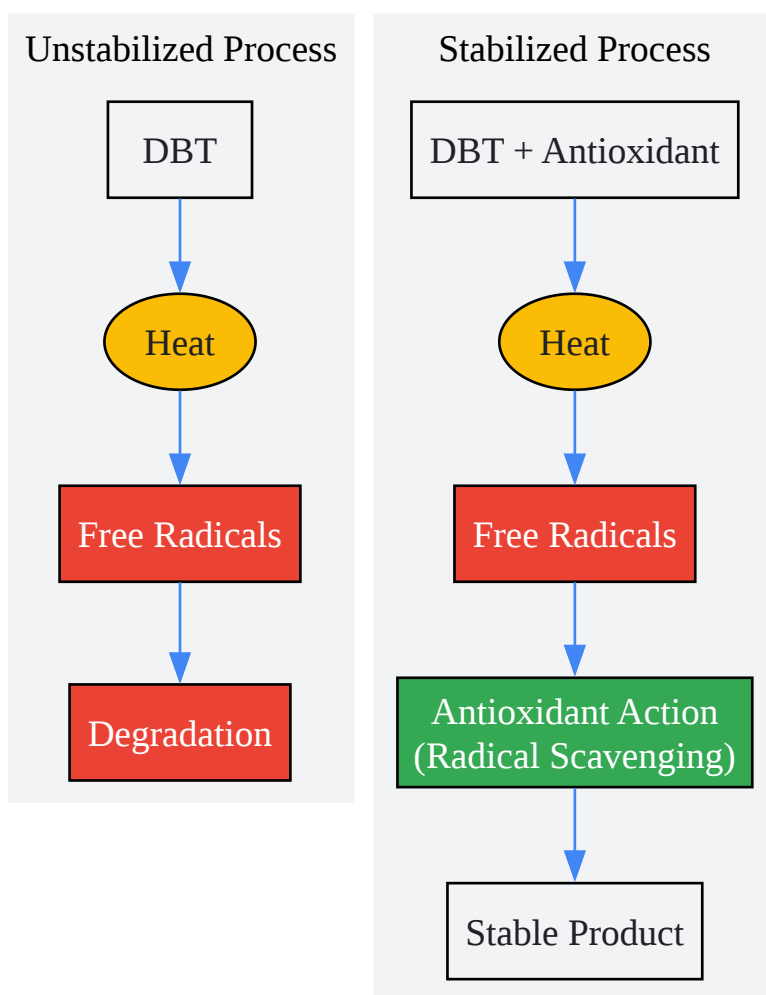 Unstabilized Process
DBT
Heat
Free Radicals
Degradation
Stabilized Process
DBT + Antioxidant
Heat
Free Radicals
Antioxidant Action
(Radical Scavenging)
Stable Product